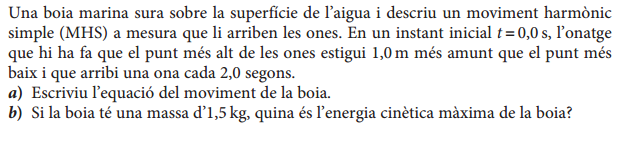 Una boia marina sura sobre la superfície de l’aigua i descriu un moviment harmònic
simple (MHS) a mesura que li arriben les ones. En un instant inicial t = 0,0 s, l’onatge
que hi ha fa que el punt més alt de les ones estigui 1,0 m més amunt que el punt més
baix i que arribi una ona cada 2,0 segons.
a) Escriviu l’equació del moviment de la boia.
b) Si la boia té una massa d’1,5 kg, quina és l’energia cinètica màxima de la boia?